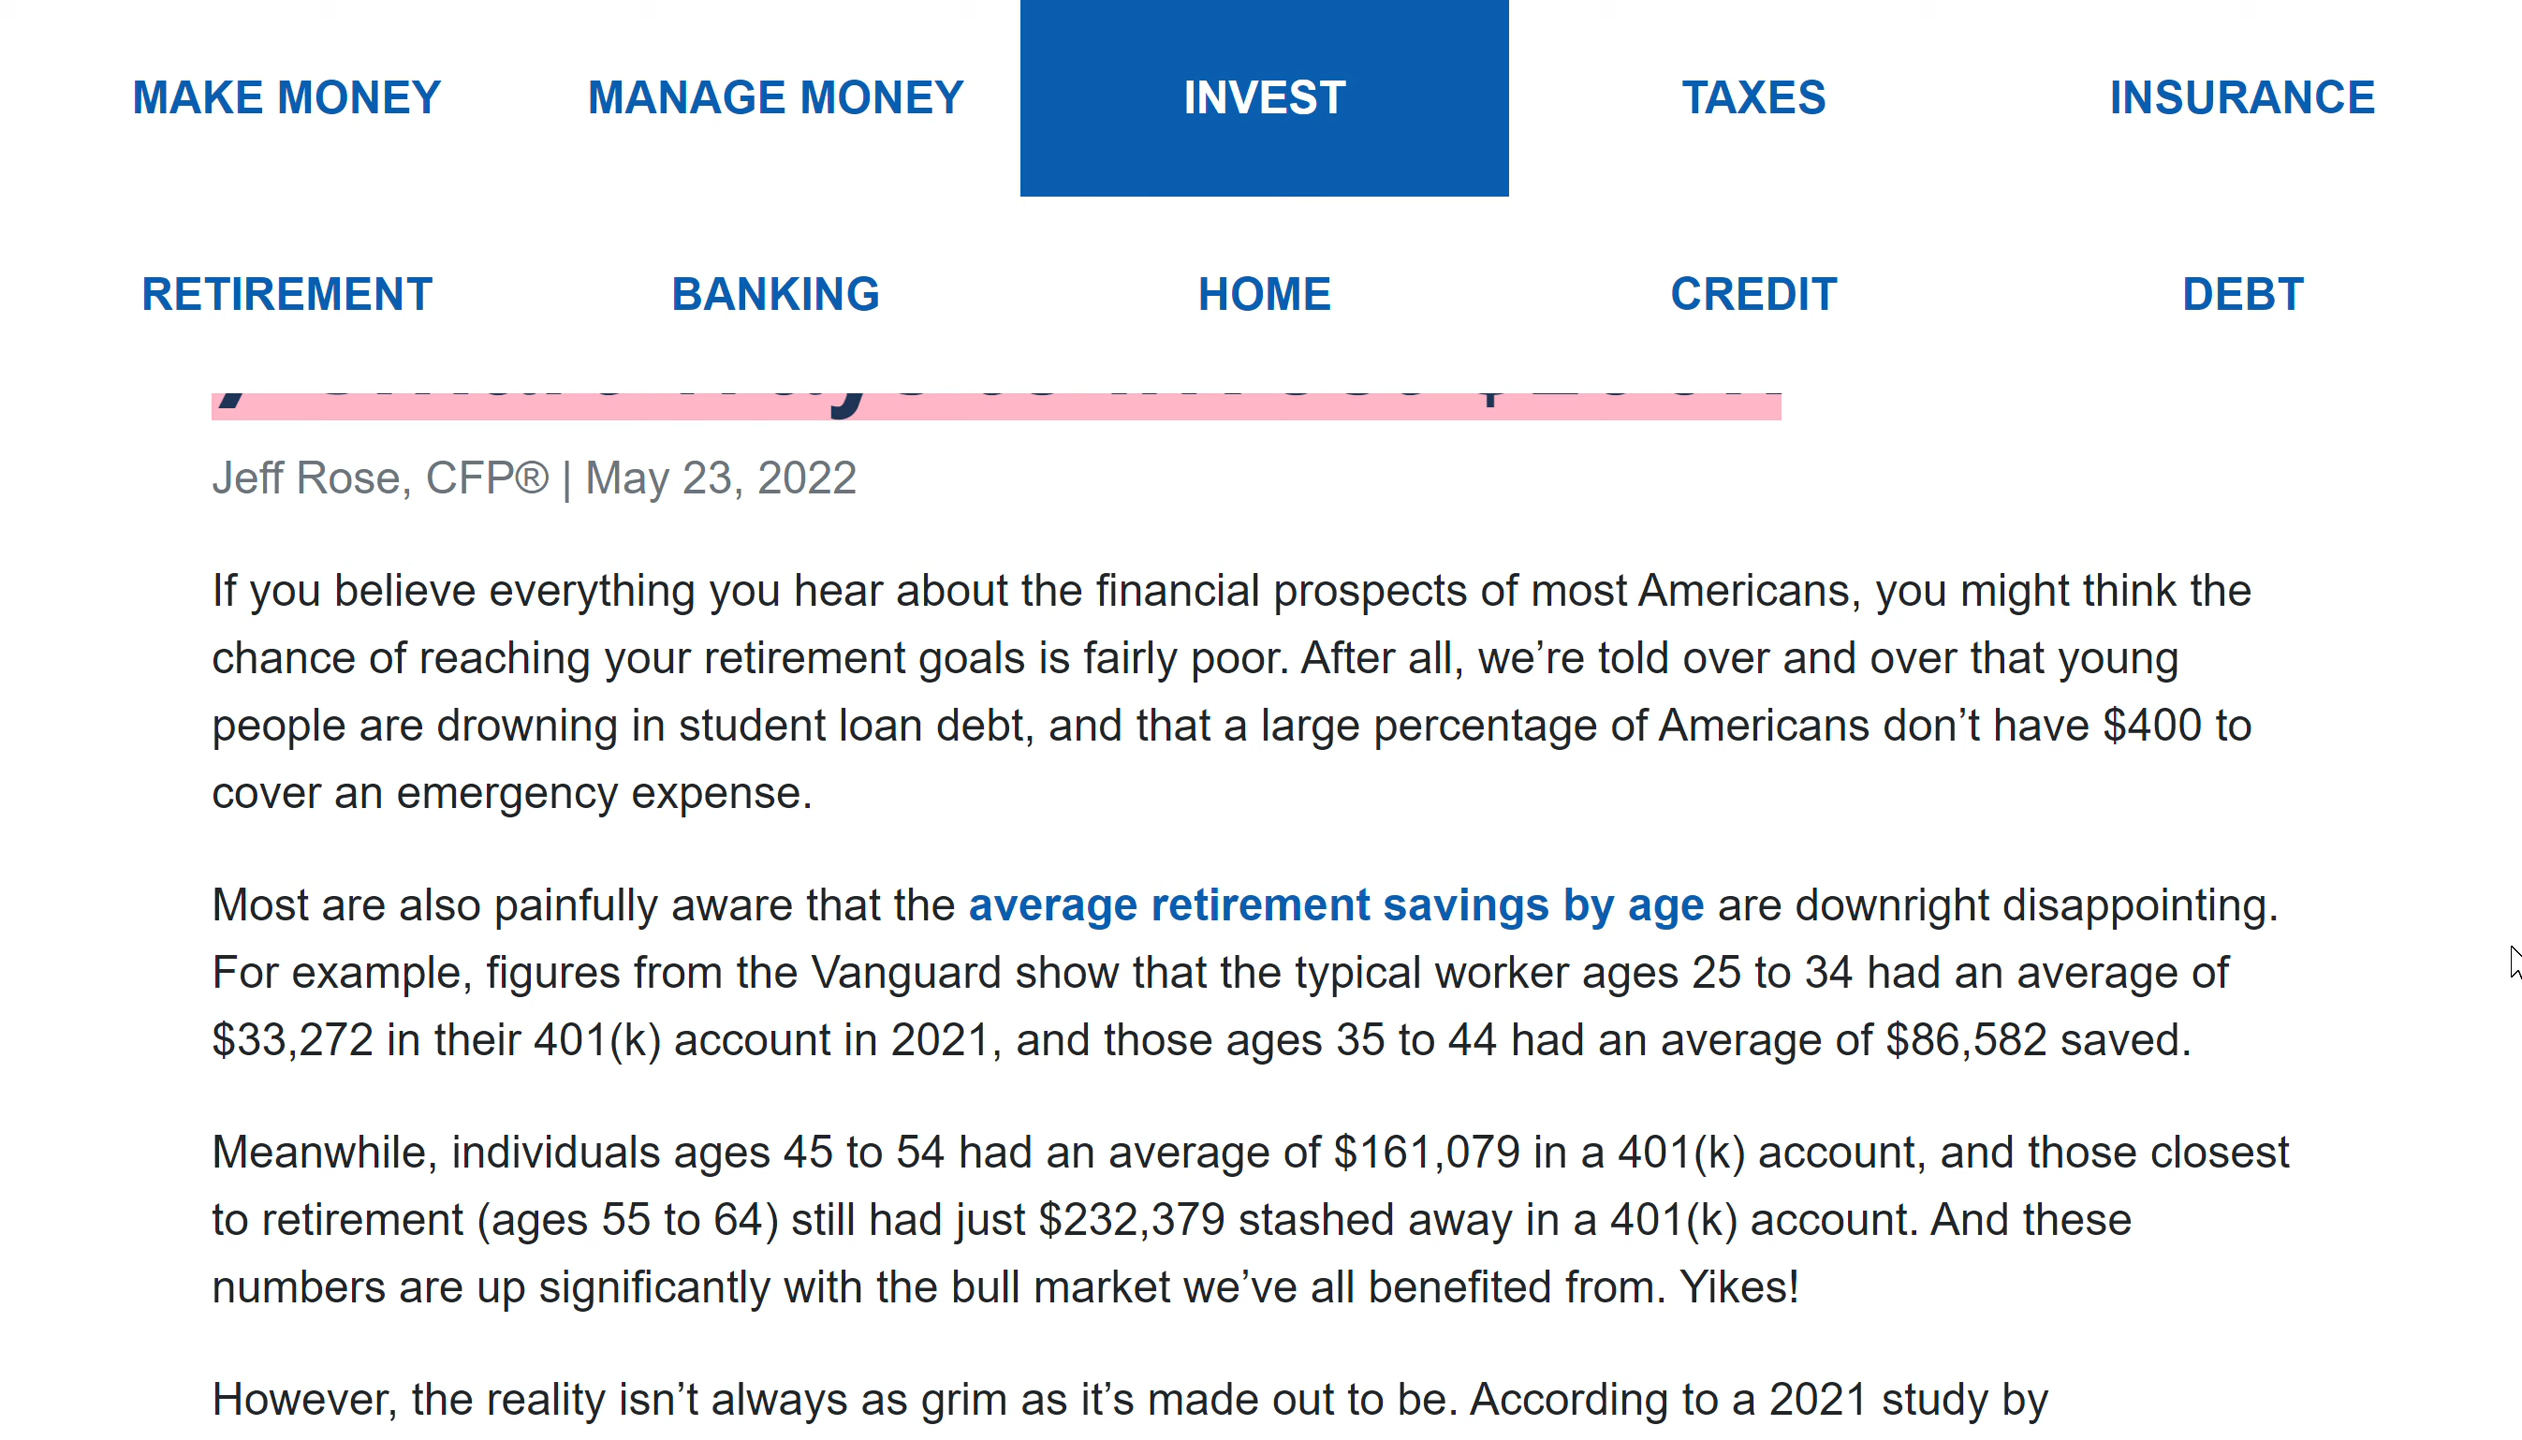 MAKE MONEY
MANAGE MONEY
INVEST
TAXES
INSURANCE
RETIREMENT
BANKING
HOME
CREDIT
DEBT
Jeff Rose, CFP® | May 23, 2022
If you believe everything you hear about the financial prospects of most Americans, you might think the
chance of reaching your retirement goals is fairly poor. After all, we’re told over and over that young
people are drowning in student loan debt, and that a large percentage of Americans don’t have $400 to
cover an emergency expense.
Most are also painfully aware that the average retirement savings by age are downright disappointing.
For example, figures from the Vanguard show that the typical worker ages 25 to 34 had an average of
$33,272 in their 401(k) account in 2021, and those ages 35 to 44 had an average of $86,582 saved.
Meanwhile, individuals ages 45 to 54 had an average of $161,079 in a 401(k) account, and those closest
to retirement (ages 55 to 64) still had just $232,379 stashed away in a 401(k) account. And these
numbers are up significantly with the bull market we’ve all benefited from. Yikes!
However, the reality isn’t always as grim as it’s made out to be. According to a 2021 study by